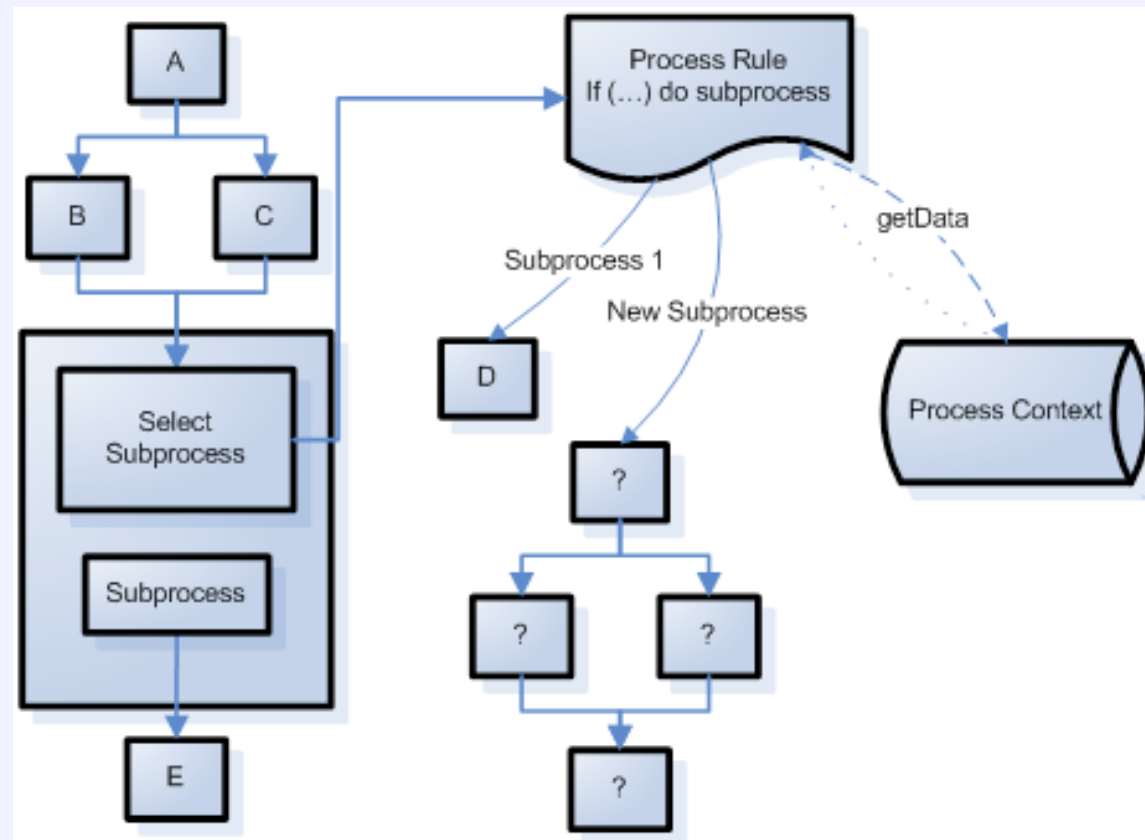 A
B
C
Select
Subprocess
Subprocess
E
Process Rule
If (...) do subprocess
Subprocess 1
New Subprocess
getData
D
Process Context
?
?
?
?